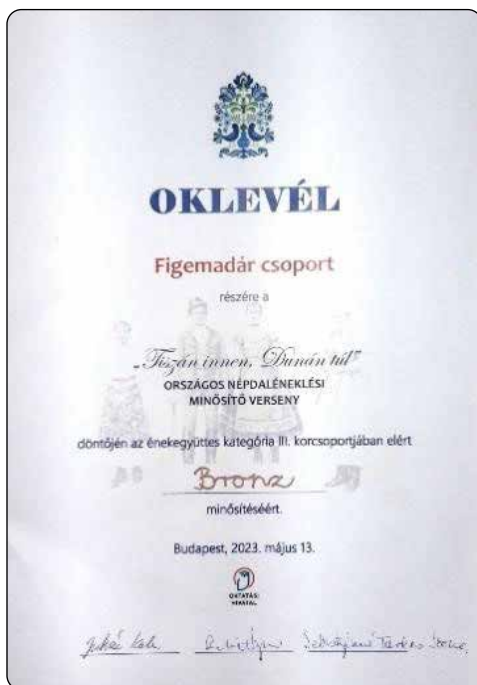 OKLEVÉL
Figemadár csoport
részére a
„Tiszán innen, Dunán túl”
ORSZÁGOS NÉPDALÉNEKLÉSI
MINŐSÍTŐ VERSENY
döntőjén az énekegyüttes kategória III. korcsoportjában elért
Bronz
minősítéséért.
Budapest, 2023. május 13.
OKTATÁSI
HIVATAL